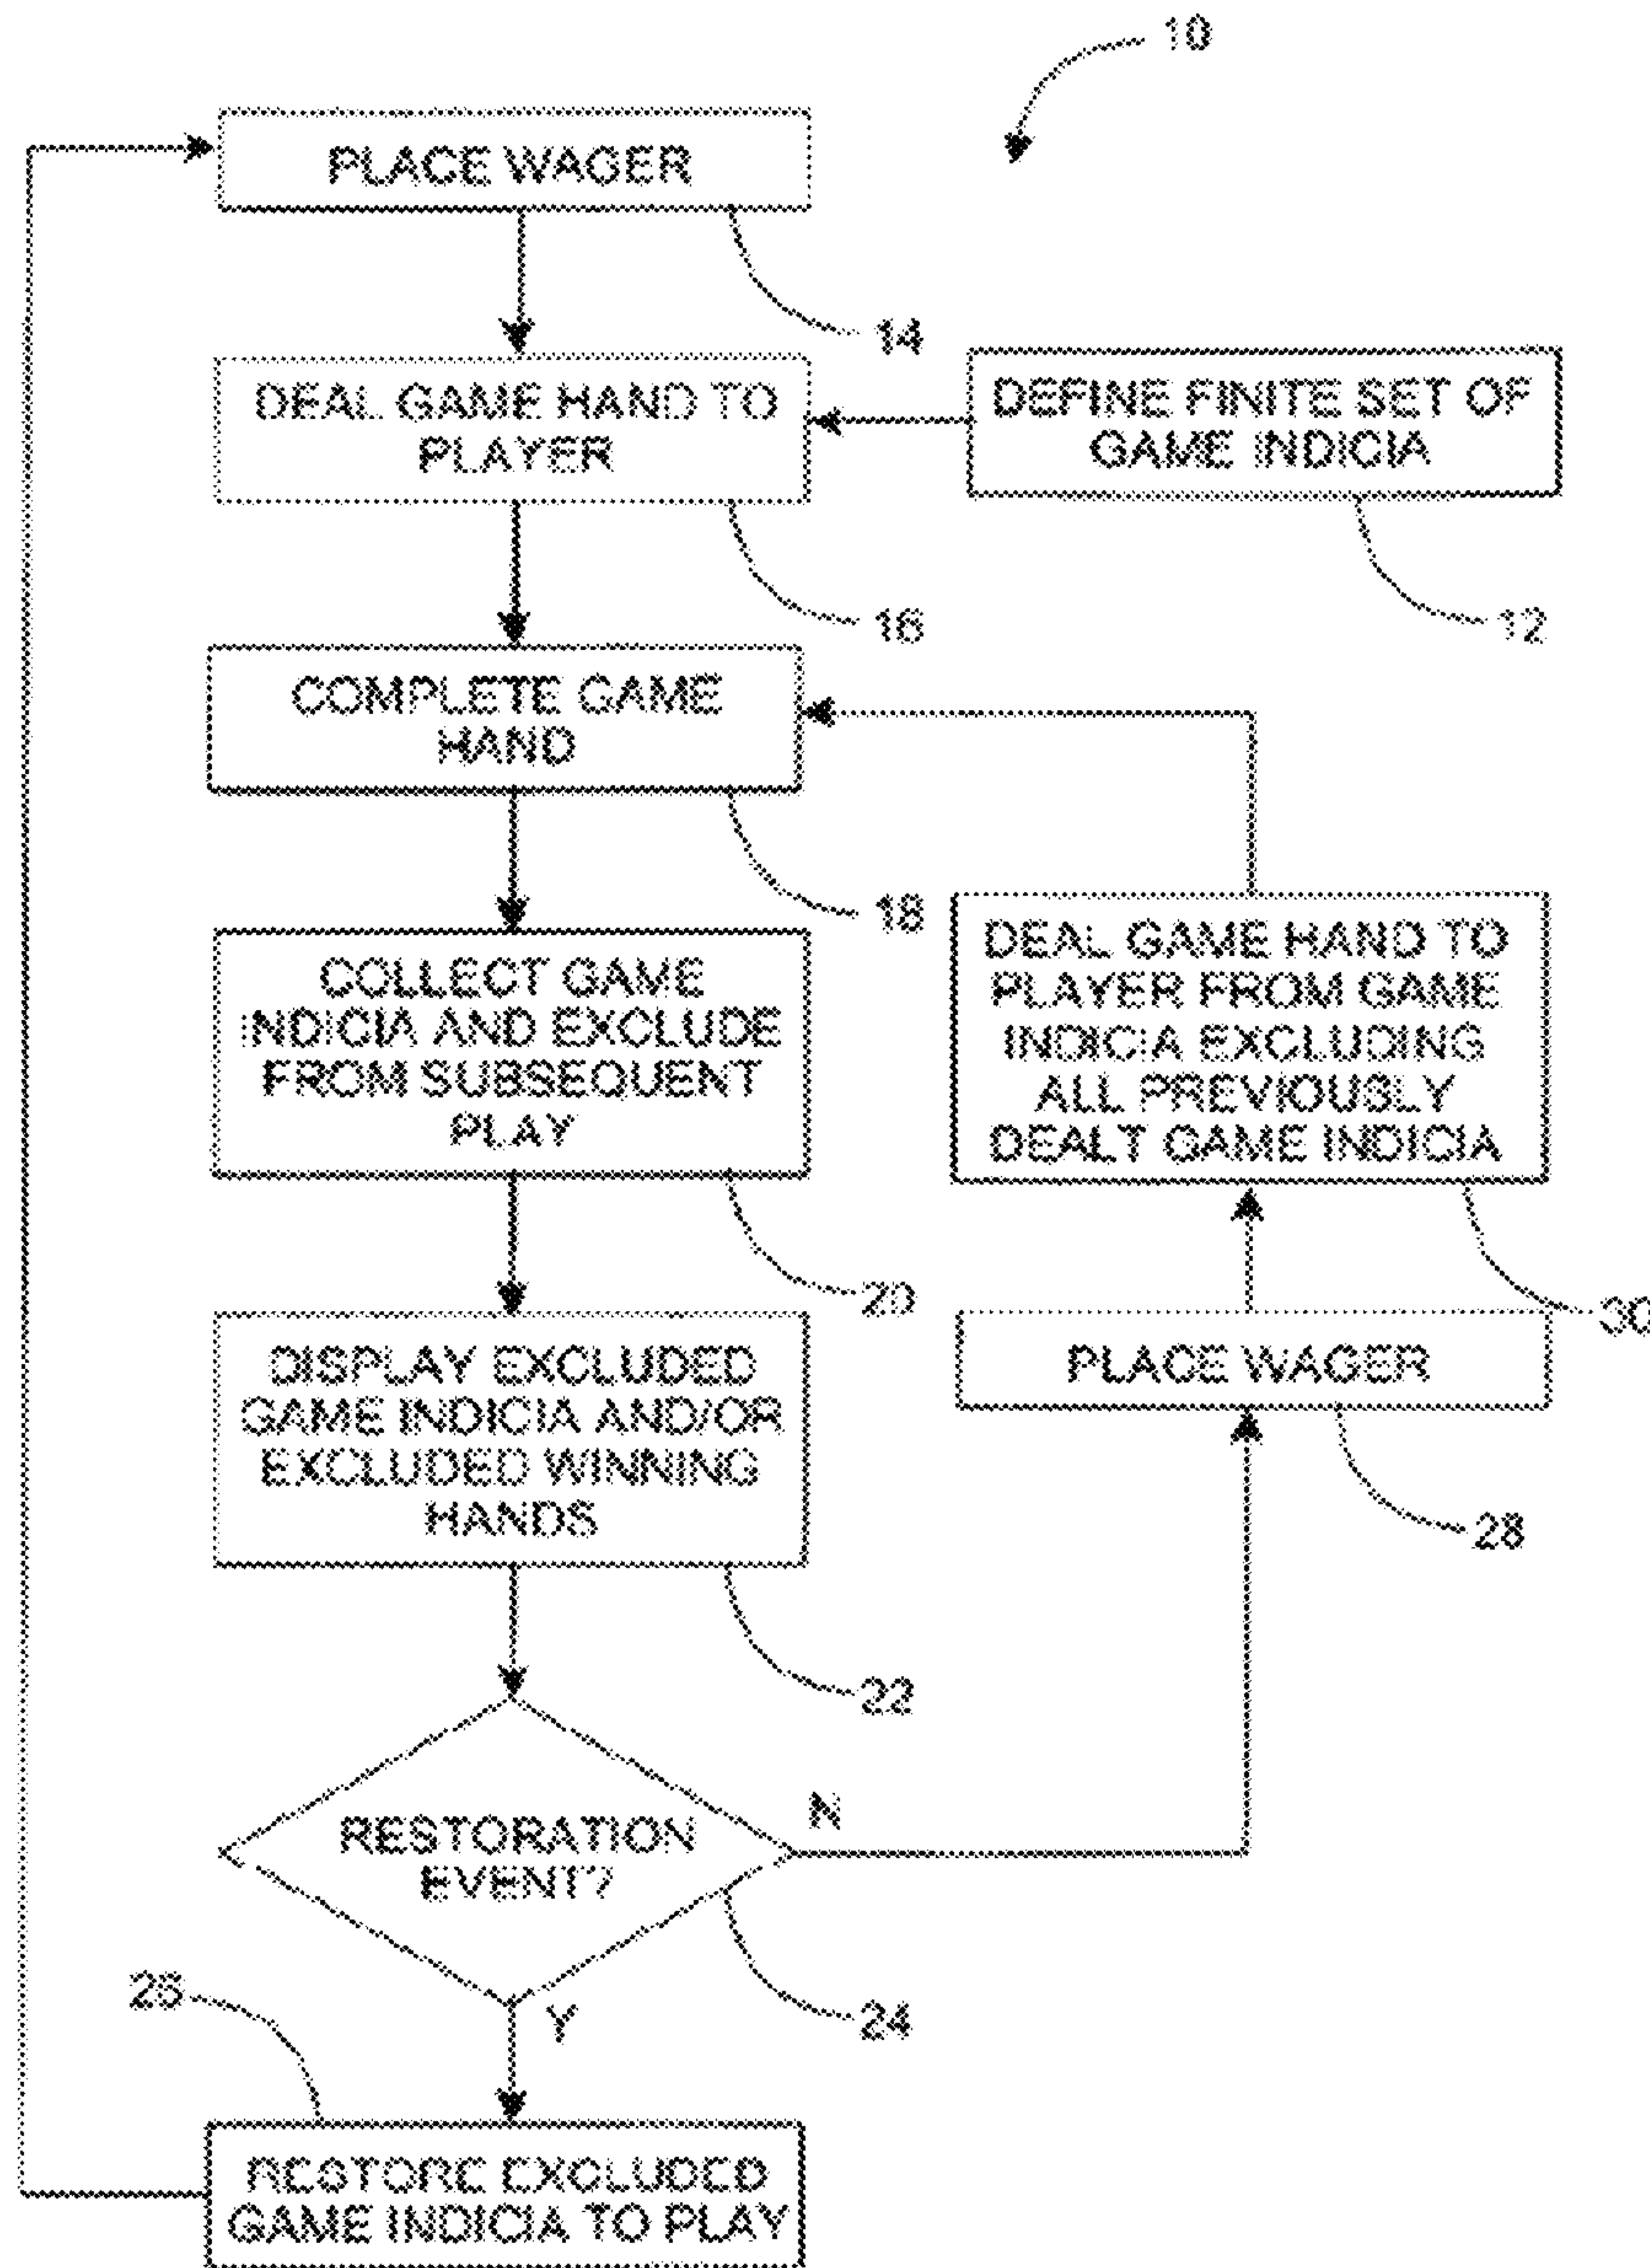 10
PLACE WAGER
14
DEAL GAME HAND TO
PLAYER
16
DEFINE FINITE SET OF
GAME INDICIA
12
COMPLETE GAME
HAND
18
COLLECT GAME
INDICIA AND EXCLUDE
FROM SUBSEQUENT
PLAY
20
DEAL GAME HAND TO
PLAYER FROM GAME
INDICIA EXCLUDING
ALL PREVIOUSLY
DEALT GAME INDICIA
30
DISPLAY EXCLUDED
GAME INDICIA AND/OR
EXCLUDED WINNING
HANDS
22
PLACE WAGER
28
RESTORATION
EVENT?
N
Y
24
26
RESTORE EXCLUDED
GAME INDICIA TO PLAY